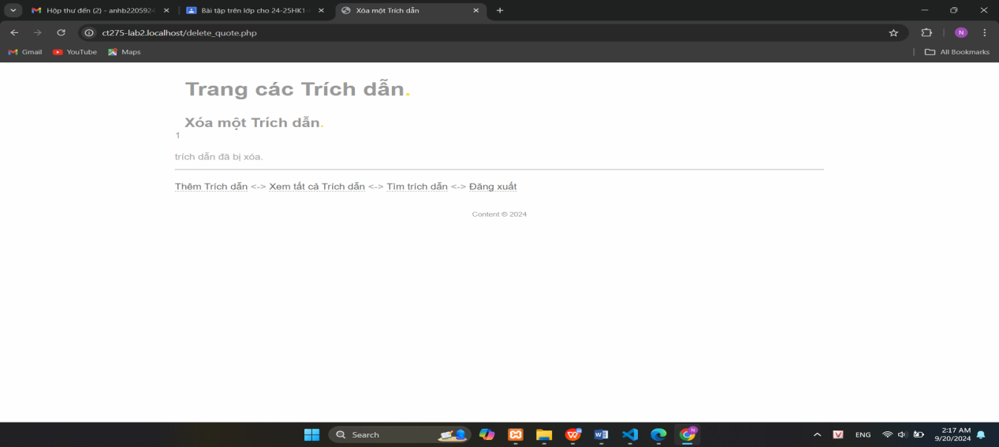 Hộp thư đến (2) - anhb2205924
Bài tập trên lớp cho 24-25HK1-
Xóa một Trích dẫn
ct275-lab2.localhost/delete_quote.php
N
Gmail
YouTube
Maps
All Bookmarks
Trang các Trích dẫn.
Xóa một Trích dẫn.
1
trích dẫn đã bị xóa.
Thêm Trích dẫn <-> Xem tất cả Trích dẫn <-> Tìm trích dẫn <-> Đăng xuất
Content © 2024
Search
ENG
2:17 AM
9/20/2024